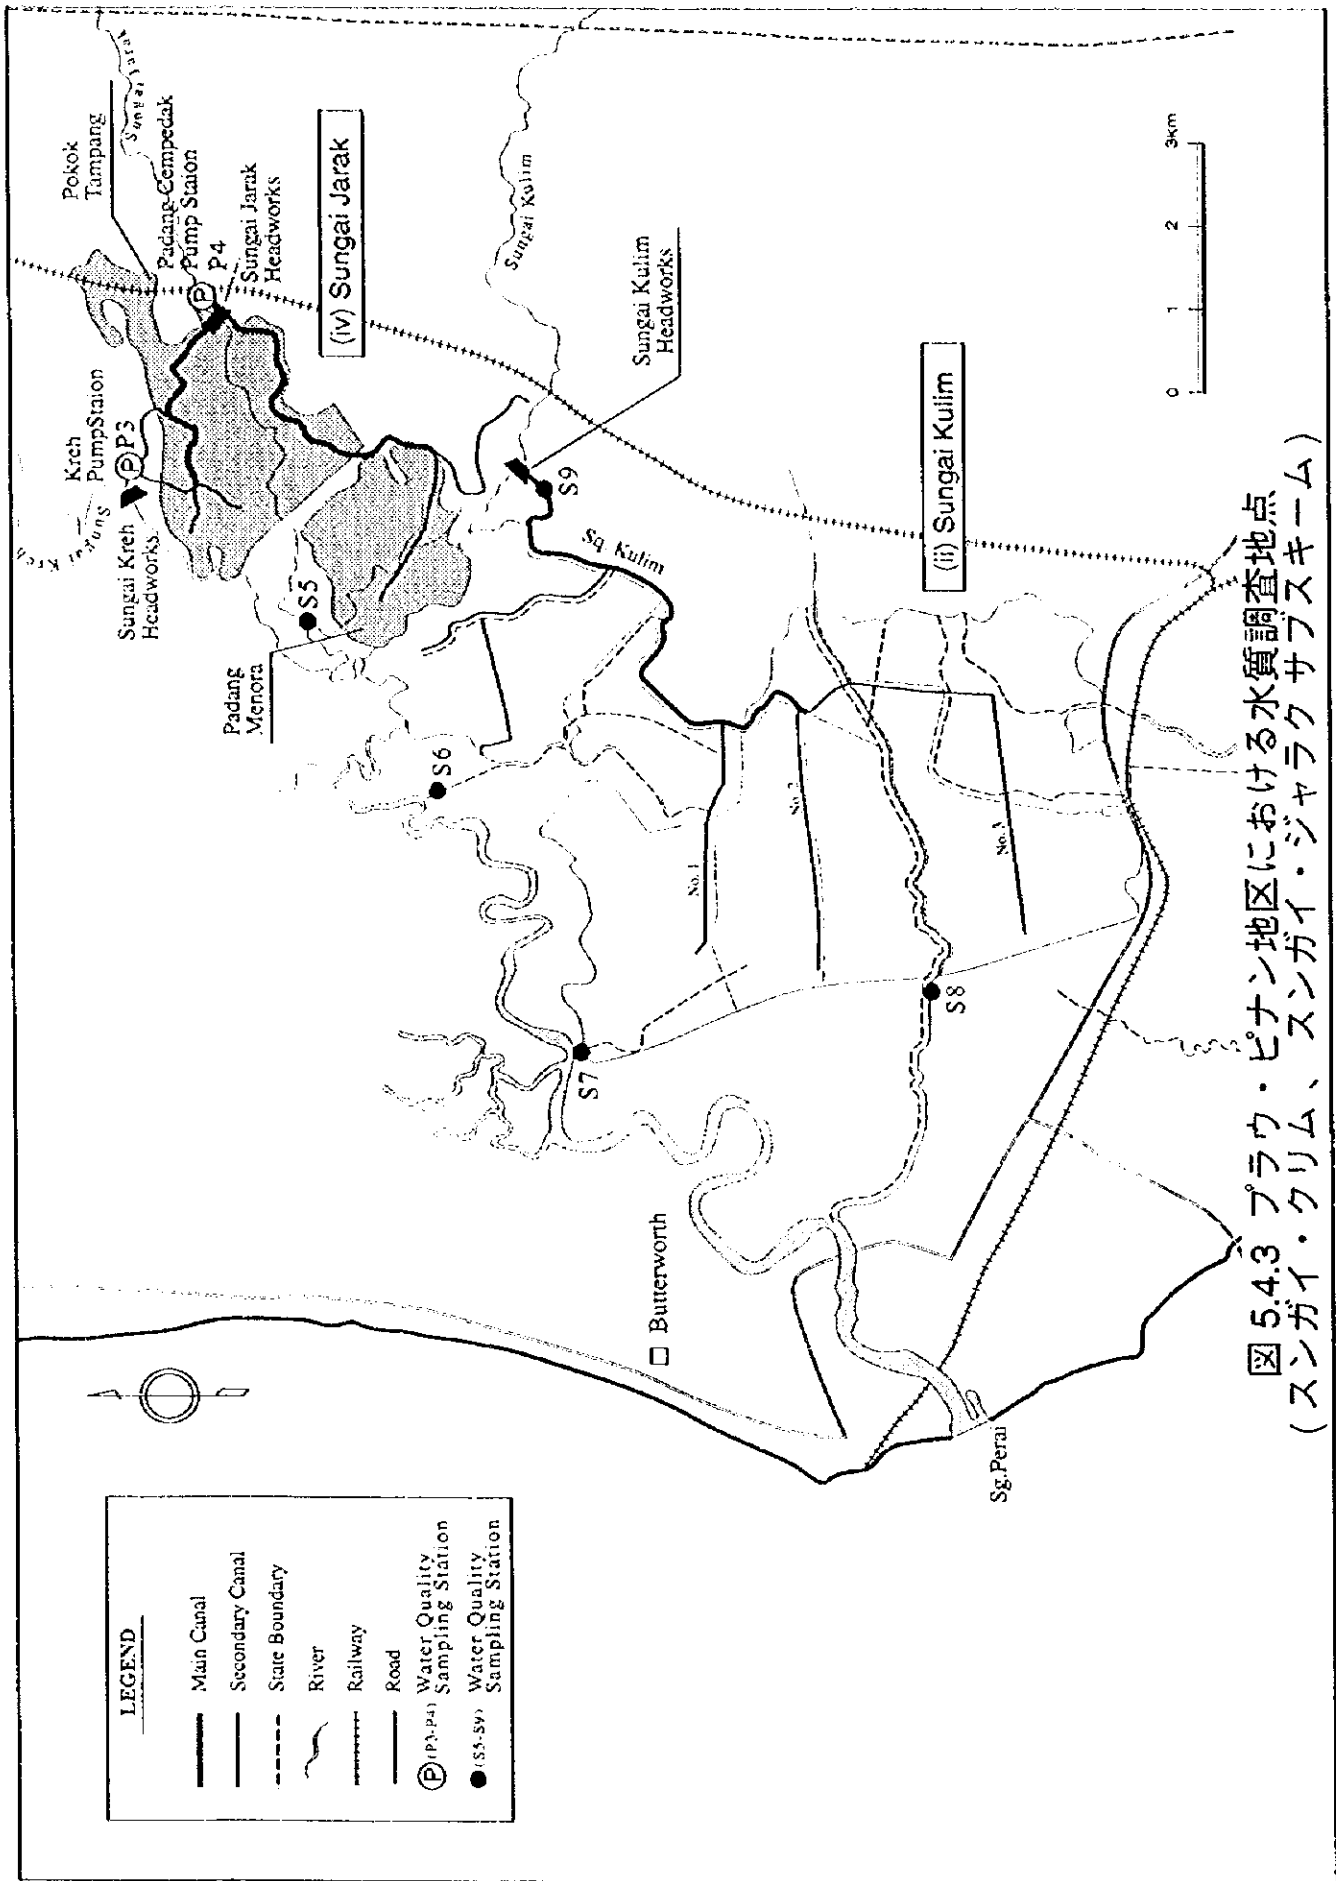 LEGEND
Main Canal
Secondary Canal
State Boundary
River
Railway
Road
P (P3-P4) Water Quality
Sampling Station
(S5-S9) Water Quality
Sampling Station
Sungai Kreh
Sungai Kreh
Headworks
Kreh
PumpStaion
P P3
Pokok
Tampang
Sungai Jarak
Padang Cempedak
Pump Staion
P P4
Sungai Jarak
Headworks
(iv) Sungai Jarak
S5
Padang
Menora
S6
S7
S9
Sq. Kulim
Sungai Kulim
Sungai Kulim
Headworks
Butterworth
No. 1
No. 2
No. 3
S8
(ii) Sungai Kulim
Sg.Perai
0 1 2 3km
図 5.4.3 プラウ・ピナン地区における水質調査地点
(スンガイ・クリム、スンガイ・ジャラク サブスキーム)